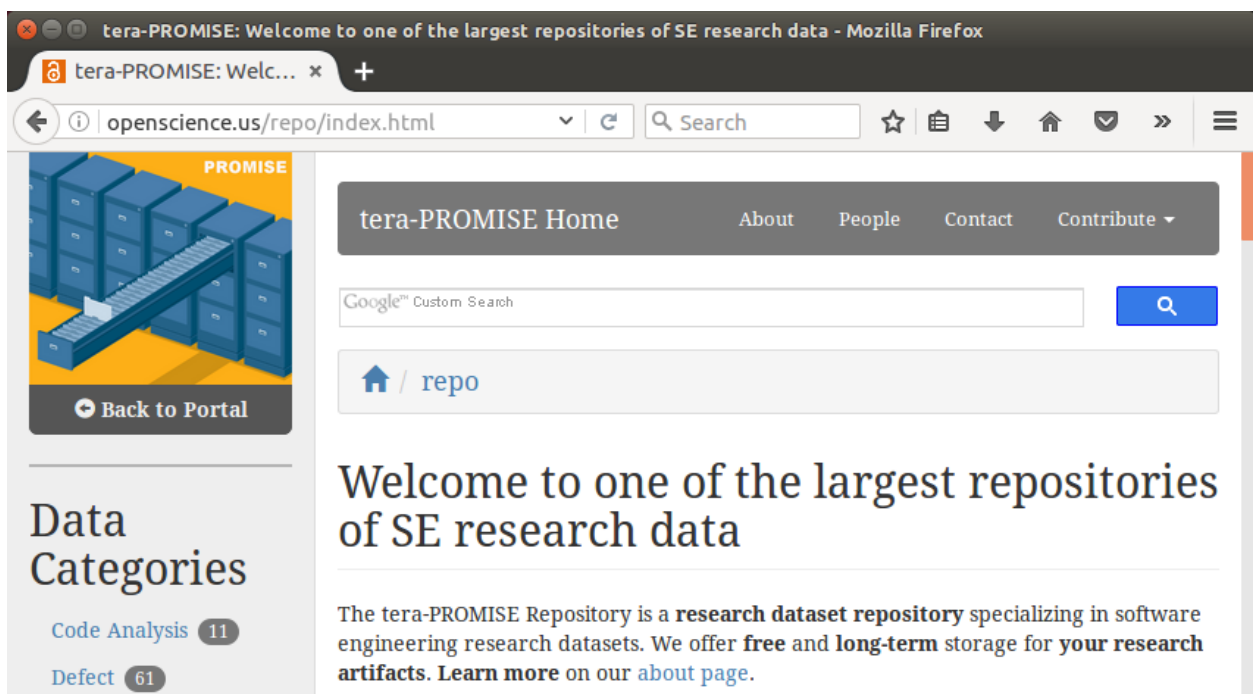 tera-PROMISE: Welcome to one of the largest repositories of SE research data - Mozilla Firefox
tera-PROMISE: Welc...
openscience.us/repo/index.html
Search
PROMISE
Back to Portal
Data
Categories
Code Analysis 11
Defect 61
tera-PROMISE Home About People Contact Contribute
Google™ Custom Search
/ repo
Welcome to one of the largest repositories
of SE research data
The tera-PROMISE Repository is a research dataset repository specializing in software
engineering research datasets. We offer free and long-term storage for your research
artifacts. Learn more on our about page.